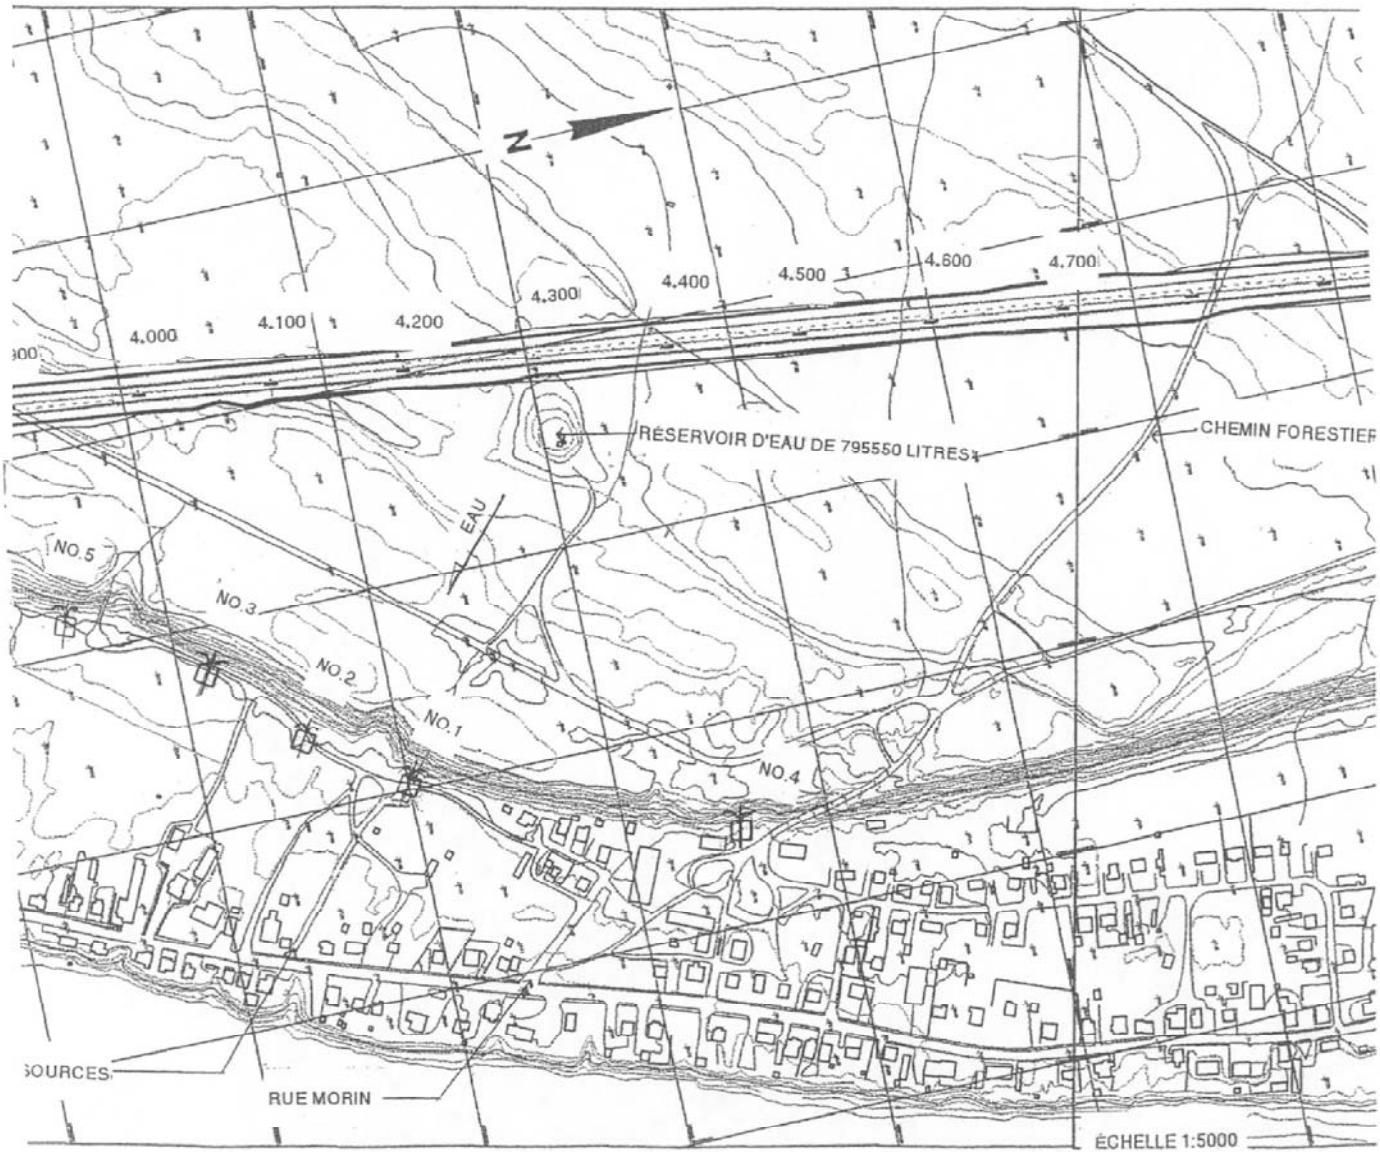 N
4.600
4.700
4.500
4.400
4.300
4.200
4.100
4.000
900
CHEMIN FORESTIER
RÉSERVOIR D'EAU DE 795550 LITRES
EAU
NO.5
NO.3
NO.2
NO.1
NO.4
SOURCES
RUE MORIN
ÉCHELLE 1:5000